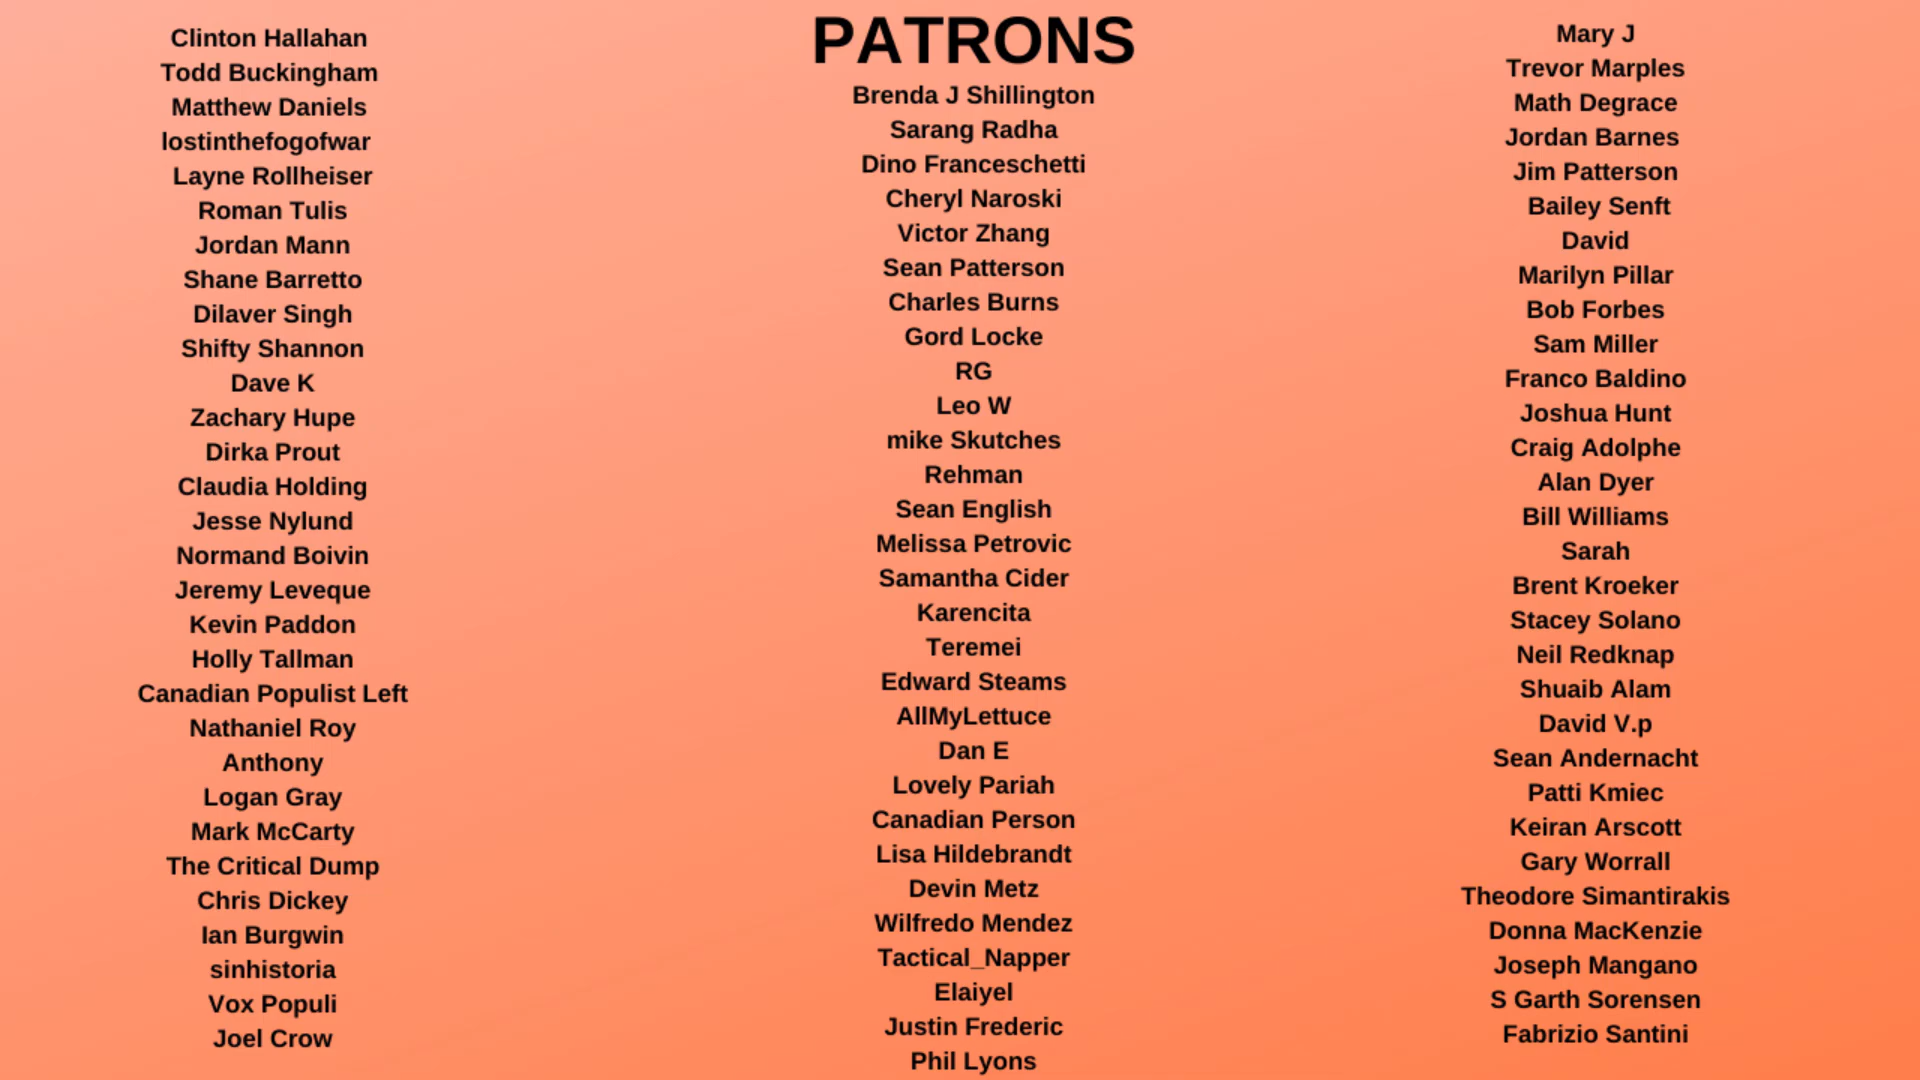 PATRONS
Clinton Hallahan
Todd Buckingham
Matthew Daniels
lostinthefogofwar
Layne Rollheiser
Roman Tulis
Jordan Mann
Shane Barretto
Dilaver Singh
Shifty Shannon
Dave K
Zachary Hupe
Dirka Prout
Claudia Holding
Jesse Nylund
Normand Boivin
Jeremy Leveque
Kevin Paddon
Holly Tallman
Canadian Populist Left
Nathaniel Roy
Anthony
Logan Gray
Mark McCarty
The Critical Dump
Chris Dickey
Ian Burgwin
sinhistoria
Vox Populi
Joel Crow
Brenda J Shillington
Sarang Radha
Dino Franceschetti
Cheryl Naroski
Victor Zhang
Sean Patterson
Charles Burns
Gord Locke
RG
Leo W
mike Skutches
Rehman
Sean English
Melissa Petrovic
Samantha Cider
Karencita
Teremei
Edward Steams
AllMyLettuce
Dan E
Lovely Pariah
Canadian Person
Lisa Hildebrandt
Devin Metz
Wilfredo Mendez
Tactical_Napper
Elaiyel
Justin Frederic
Phil Lyons
Mary J
Trevor Marples
Math Degrace
Jordan Barnes
Jim Patterson
Bailey Senft
David
Marilyn Pillar
Bob Forbes
Sam Miller
Franco Baldino
Joshua Hunt
Craig Adolphe
Alan Dyer
Bill Williams
Sarah
Brent Kroeker
Stacey Solano
Neil Redknap
Shuaib Alam
David V.p
Sean Andernacht
Patti Kmiec
Keiran Arscott
Gary Worrall
Theodore Simantirakis
Donna MacKenzie
Joseph Mangano
S Garth Sorensen
Fabrizio Santini